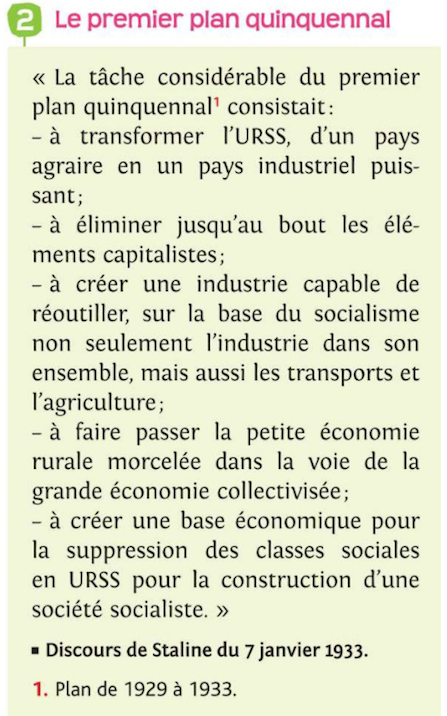 2 Le premier plan quinquennal
« La tâche considérable du premier
plan quinquennal¹ consistait :
– à transformer l'URSS, d'un pays
agraire en un pays industriel puis-
sant ;
– à éliminer jusqu'au bout les élé-
ments capitalistes ;
– à créer une industrie capable de
réoutiller, sur la base du socialisme
non seulement l'industrie dans son
ensemble, mais aussi les transports et
l'agriculture ;
– à faire passer la petite économie
rurale morcelée dans la voie de la
grande économie collectivisée ;
– à créer une base économique pour
la suppression des classes sociales
en URSS pour la construction d'une
société socialiste. »
▪ Discours de Staline du 7 janvier 1933.
1. Plan de 1929 à 1933.